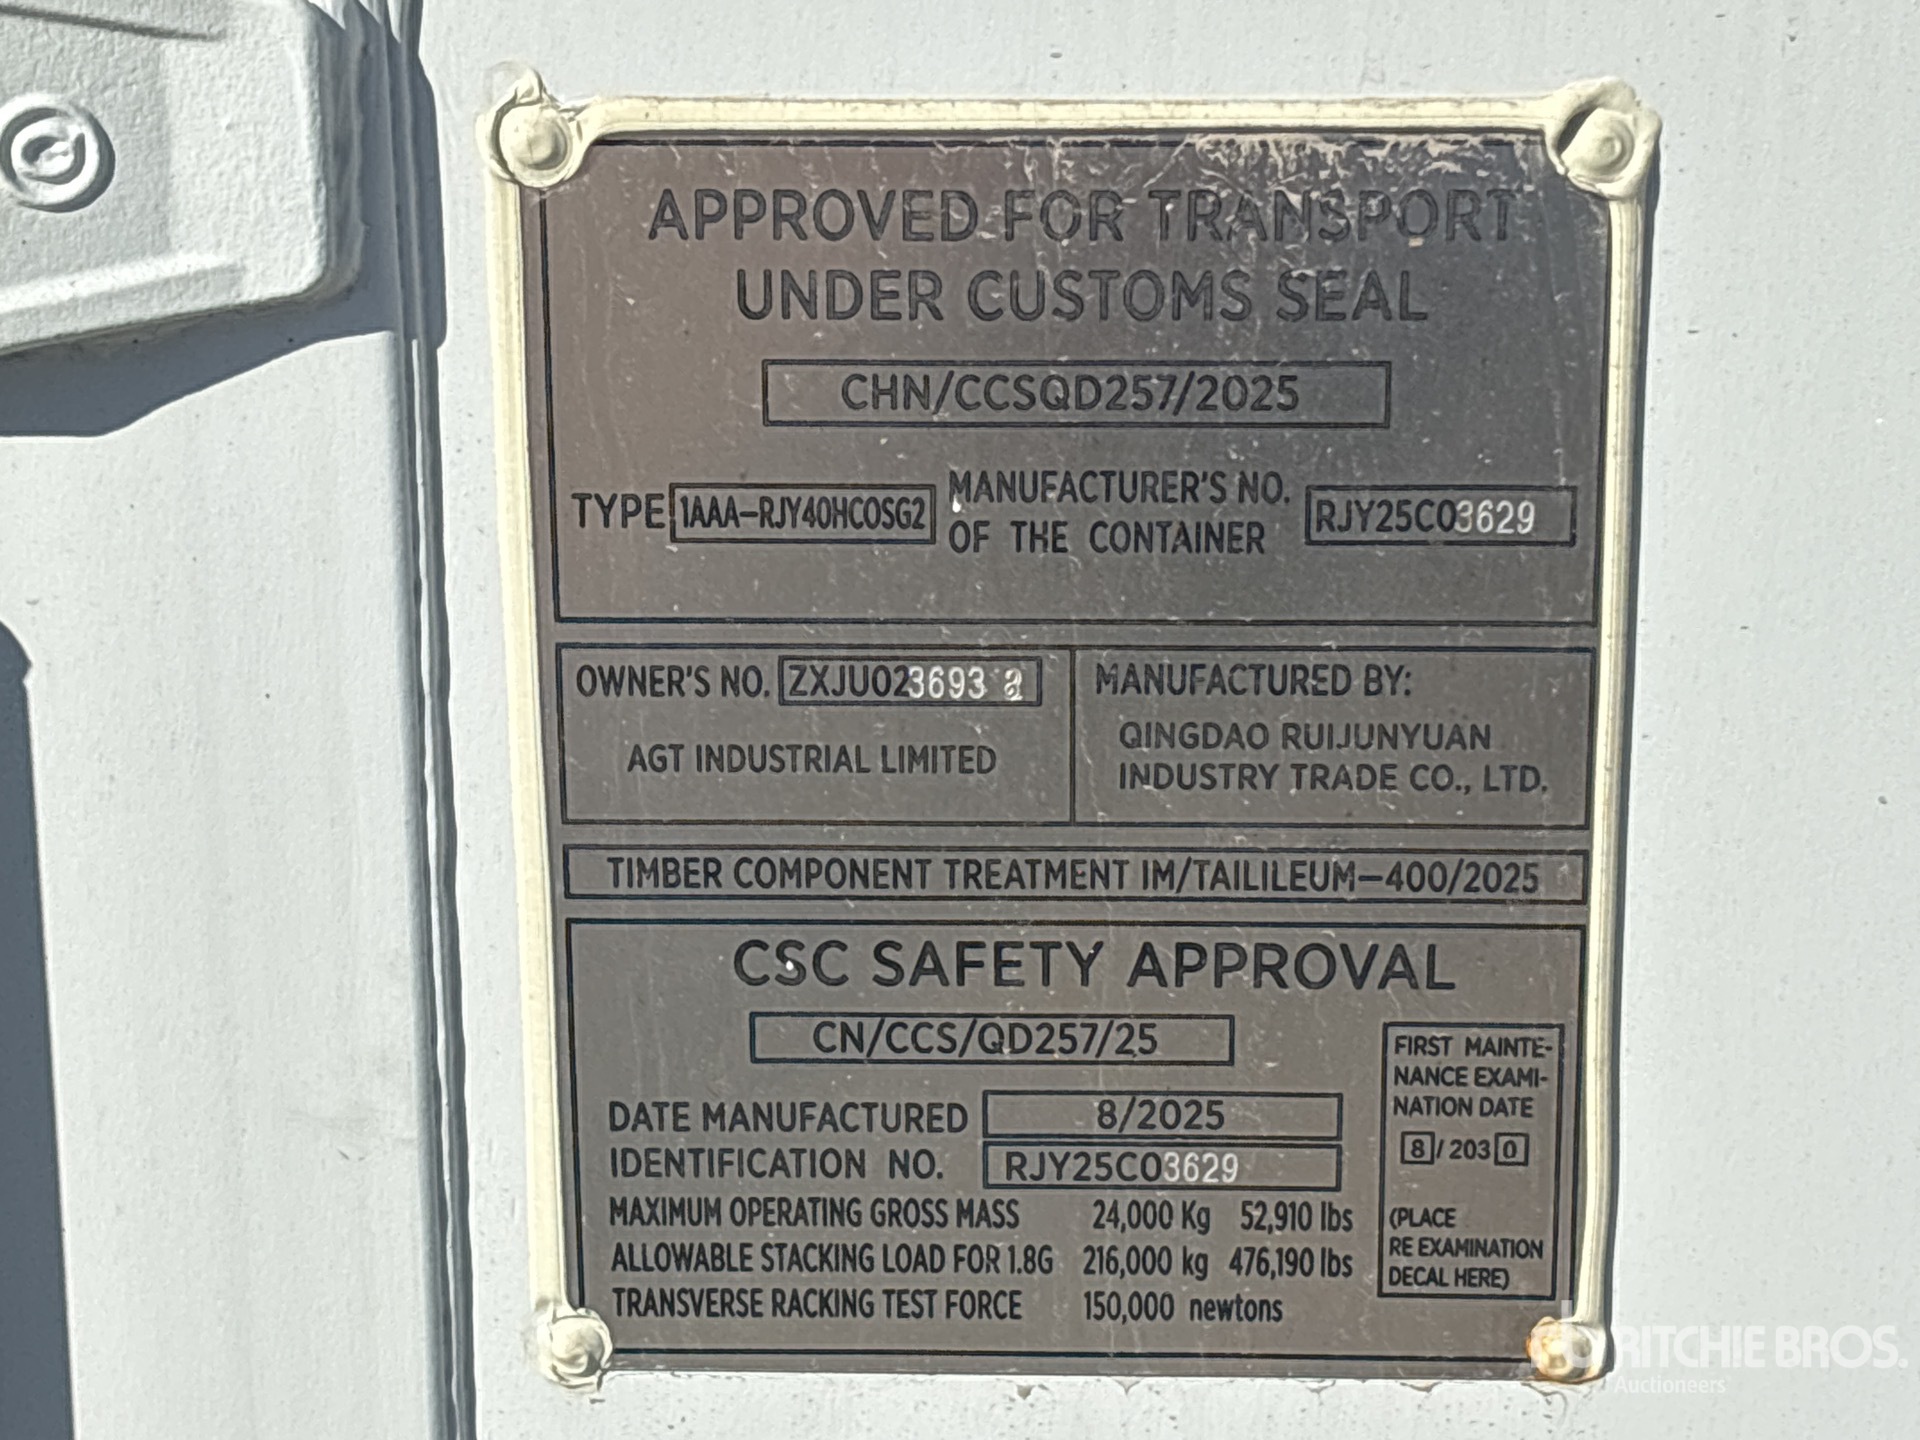 APPROVED FOR TRANSPORT
UNDER CUSTOMS SEAL
CHN/CCSQD257/2025
TYPE 1AAA-RJY40HCOSG2 MANUFACTURER'S NO. OF THE CONTAINER RJY25C03629
OWNER'S NO. ZXJU023693
AGT INDUSTRIAL LIMITED
MANUFACTURED BY:
QINGDAO RUIJUNYUAN
INDUSTRY TRADE CO., LTD.
TIMBER COMPONENT TREATMENT IM/TAILILEUM-400/2025
CSC SAFETY APPROVAL
CN/CCS/QD257/25
DATE MANUFACTURED 8/2025
IDENTIFICATION NO. RJY25C03629
MAXIMUM OPERATING GROSS MASS 24,000 Kg 52,910 lbs
ALLOWABLE STACKING LOAD FOR 1.8G 216,000 kg 476,190 lbs
TRANSVERSE RACKING TEST FORCE 150,000 newtons
FIRST MAINTE-
NANCE EXAMI-
NATION DATE
8/2030
(PLACE
RE EXAMINATION
DECAL HERE)
RITCHIE BROS.
Auctioneers